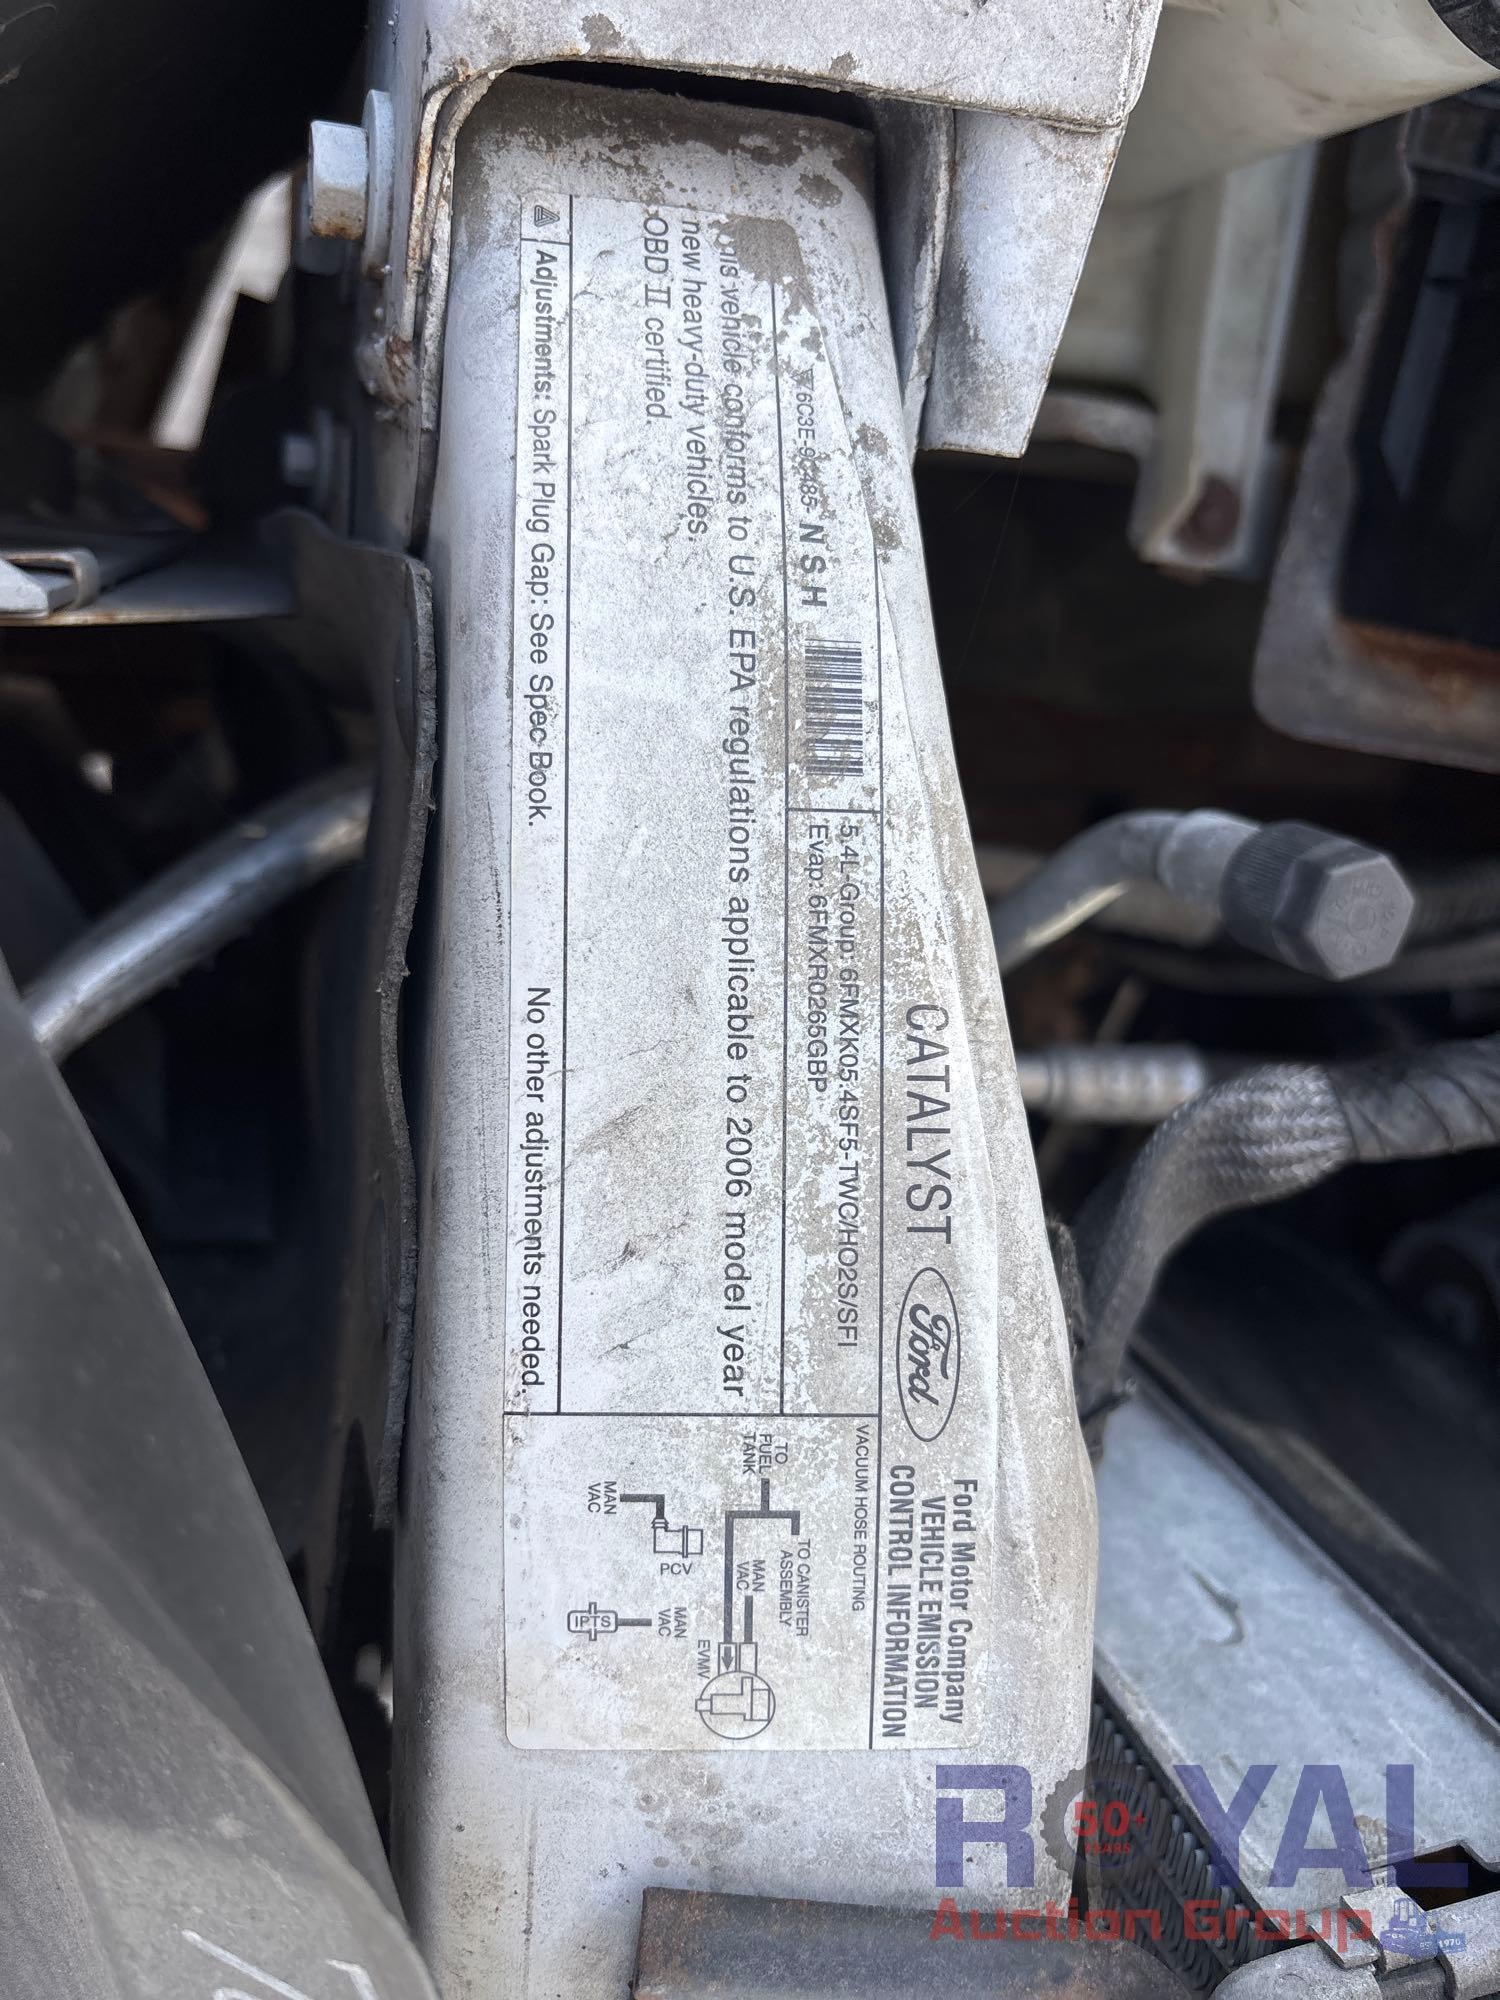 CATALYST
Ford
Ford Motor Company
VEHICLE EMISSION
CONTROL INFORMATION
6C3E-9C485- N S H
5.4L-Group: 6FMXK05.4SF5-TWC/HO2S/SFI
Evap: 6FMXR0265GBP
vehicle conforms to U.S. EPA regulations applicable to 2006 model year
new heavy-duty vehicles.
OBD II certified.
Adjustments: Spark Plug Gap: See Spec Book. No other adjustments needed.
VACUUM HOSE ROUTING
TO
FUEL
TANK
TO CANISTER
ASSEMBLY
MAN
VAC
EVMV
MAN
VAC
PCV
MAN
VAC
IPTS
ROYAL
50+
YEARS
Auction Group
1970